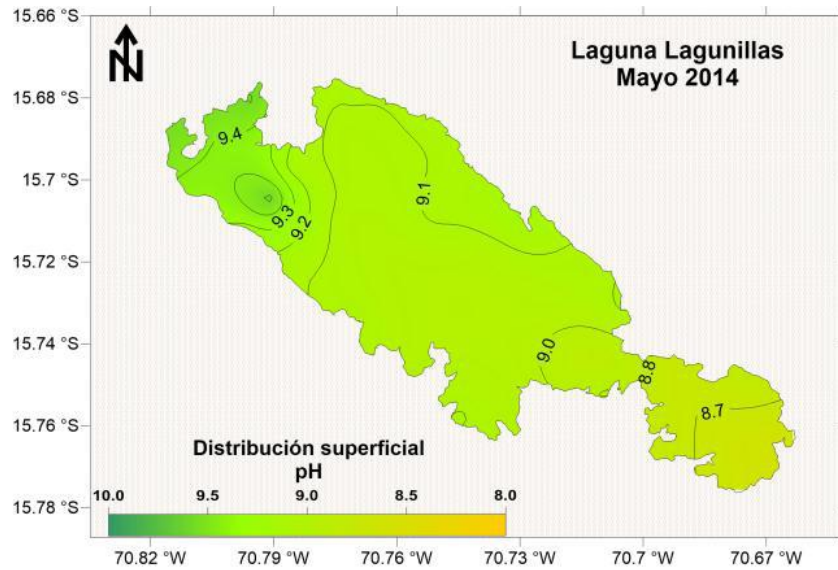 15.66 °S
N
Laguna Lagunillas
Mayo 2014
15.68 °S
9.4
15.7 °S
9.1
9.3
9.2
15.72 °S
15.74 °S
9.0
8.8
8.7
15.76 °S
Distribución superficial
pH
10.0 9.5 9.0 8.5 8.0
15.78 °S
70.82 °W 70.79 °W 70.76 °W 70.73 °W 70.7 °W 70.67 °W